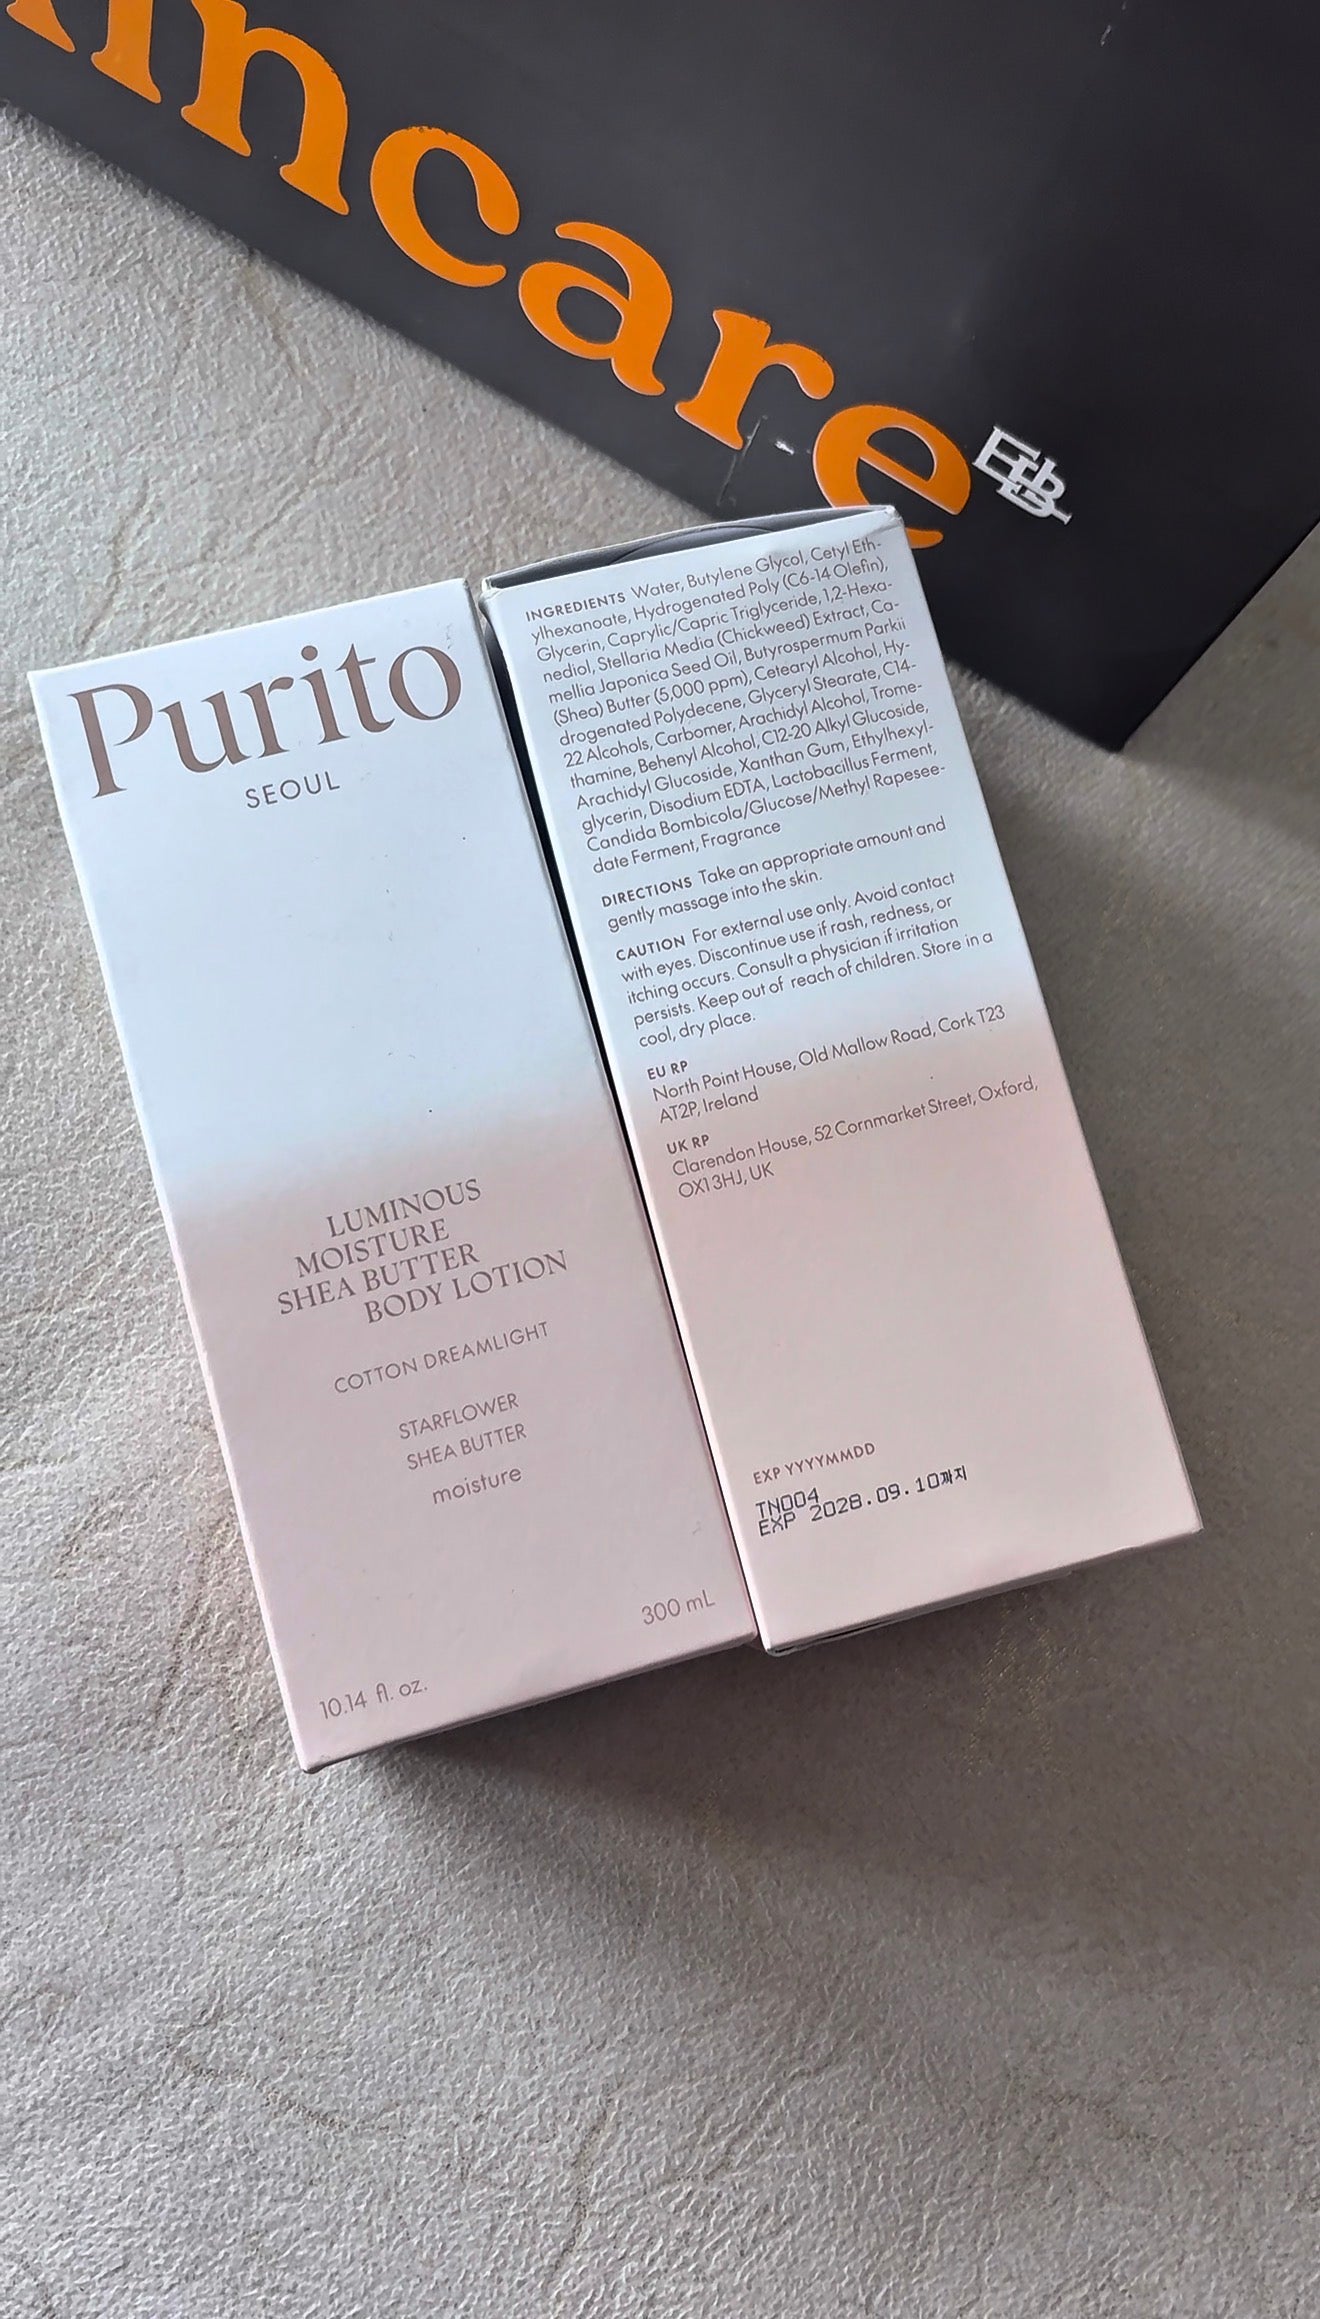 incare
EBL
Purito
SEOUL
LUMINOUS
MOISTURE
SHEA BUTTER
BODY LOTION
COTTON DREAMLIGHT
STARFLOWER
SHEA BUTTER
moisture
300 mL
10.14 fl. oz.
INGREDIENTS Water, Butylene Glycol, Cetyl Eth-
ylhexanoate, Hydrogenated Poly (C6-14 Olefin),
Glycerin, Caprylic/Capric Triglyceride, 1,2-Hexa-
nediol, Stellaria Media (Chickweed) Extract, Ca-
mellia Japonica Seed Oil, Butyrospermum Parkii
(Shea) Butter (5,000 ppm), Cetearyl Alcohol, Hy-
drogenated Polydecene, Glyceryl Stearate, C14-
22 Alcohols, Carbomer, Arachidyl Alcohol, Trome-
thamine, Behenyl Alcohol, C12-20 Alkyl Glucoside,
Arachidyl Glucoside, Xanthan Gum, Ethylhexyl-
glycerin, Disodium EDTA, Lactobacillus Ferment,
Candida Bombicola/Glucose/Methyl Rapesee-
date Ferment, Fragrance
DIRECTIONS Take an appropriate amount and
gently massage into the skin.
CAUTION For external use only. Avoid contact
with eyes. Discontinue use if rash, redness, or
itching occurs. Consult a physician if irritation
persists. Keep out of reach of children. Store in a
cool, dry place.
EU RP
North Point House, Old Mallow Road, Cork T23
AT2P, Ireland
UK RP
Clarendon House, 52 Cornmarket Street, Oxford,
OX1 3HJ, UK
EXP YYYYMMDD
TN004
EXP 2028.09.10까지